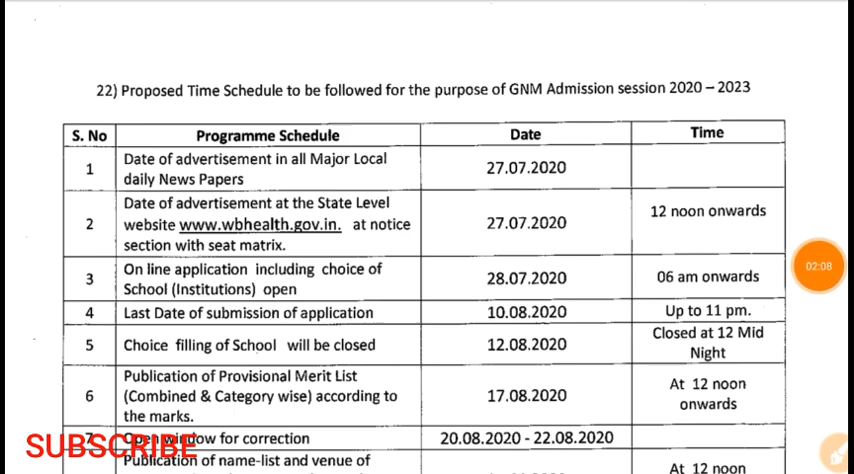 22) Proposed Time Schedule to be followed for the purpose of GNM Admission session 2020 – 2023
S. No Programme Schedule Date Time
1 Date of advertisement in all Major Local daily News Papers 27.07.2020
2 Date of advertisement at the State Level website www.wbhealth.gov.in. at notice section with seat matrix. 27.07.2020 12 noon onwards
3 On line application including choice of School (Institutions) open 28.07.2020 06 am onwards
4 Last Date of submission of application 10.08.2020 Up to 11 pm.
5 Choice filling of School will be closed 12.08.2020 Closed at 12 Mid Night
6 Publication of Provisional Merit List (Combined & Category wise) according to the marks. 17.08.2020 At 12 noon onwards
7 Open window for correction 20.08.2020 - 22.08.2020
Publication of name-list and venue of At 12 noon
SUBSCRIBE
02:08